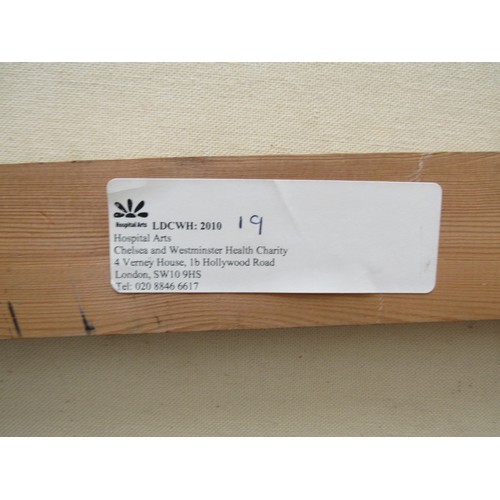 Hospital Arts LDCWH: 2010 19
Hospital Arts
Chelsea and Westminster Health Charity
4 Verney House, 1b Hollywood Road
London, SW10 9HS
Tel: 020 8846 6617